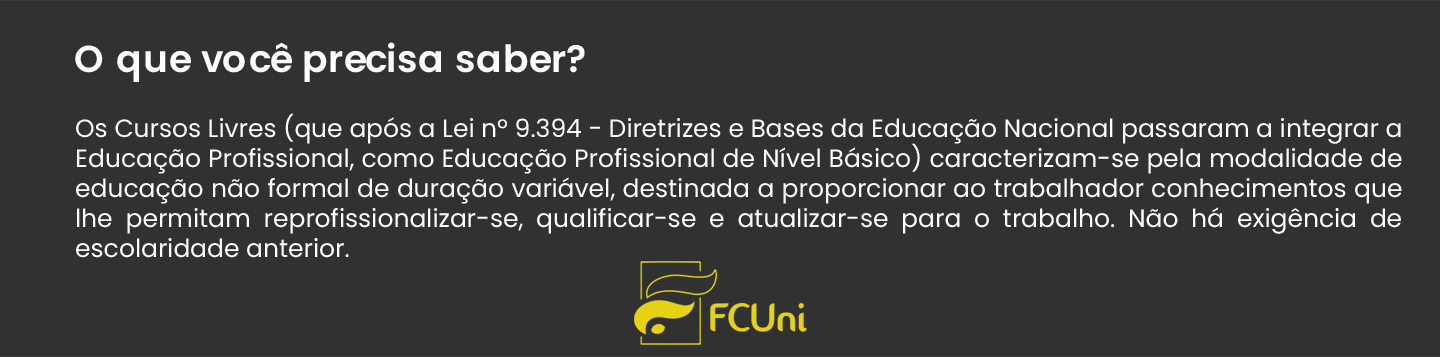 O que você precisa saber?
Os Cursos Livres (que após a Lei nº 9.394 - Diretrizes e Bases da Educação Nacional passaram a integrar a
Educação Profissional, como Educação Profissional de Nível Básico) caracterizam-se pela modalidade de
educação não formal de duração variável, destinada a proporcionar ao trabalhador conhecimentos que
lhe permitam reprofissionalizar-se, qualificar-se e atualizar-se para o trabalho. Não há exigência de
escolaridade anterior.
FCUni